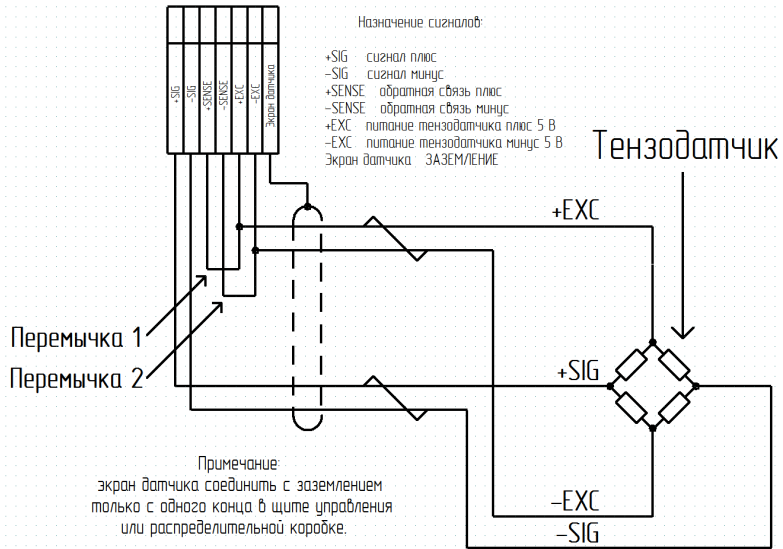 Назначение сигналов:
+SIG сигнал плюс
-SIG сигнал минус
+SENSE обратная связь плюс
-SENSE обратная связь минус
+EXC питание тензодатчика плюс 5 В
-EXC питание тензодатчика минус 5 В
Экран датчика ЗАЗЕМЛЕНИЕ
+SIG
-SIG
+SENSE
-SENSE
+EXC
-EXC
Экран датчика
Тензодатчик
+EXC
Перемычка 1
Перемычка 2
+SIG
-EXC
-SIG
Примечание:
экран датчика соединить с заземлением
только с одного конца в щите управления
или распределительной коробке.